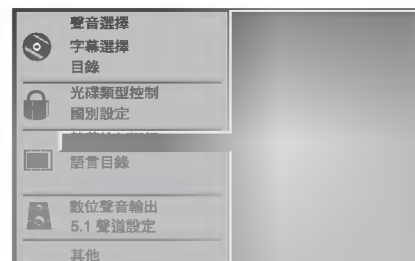 聲音選擇
字幕選擇
目錄
光碟類型控制
國別設定
語言目錄
數位聲音輸出
5.1 聲道設定
其他